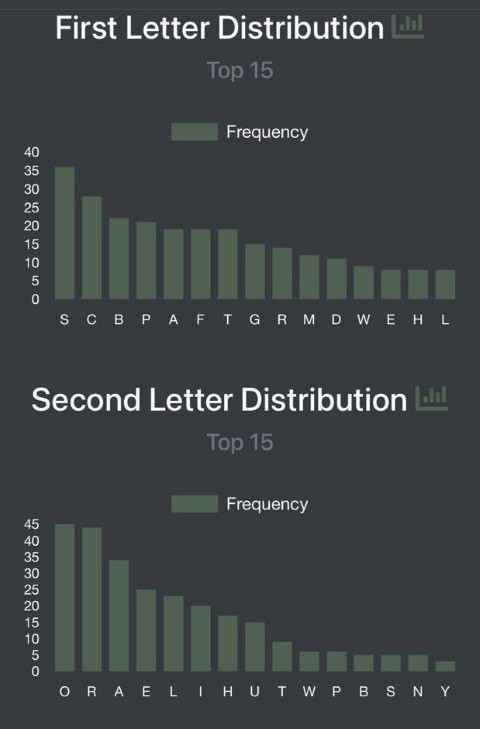 First Letter Distribution
Top 15
Frequency
40
35
30
25
20
15
10
5
0
S C B P A F T G R M D W E H L
Second Letter Distribution
Top 15
Frequency
45
40
35
30
25
20
15
10
5
0
O R A E L I H U T W P B S N Y